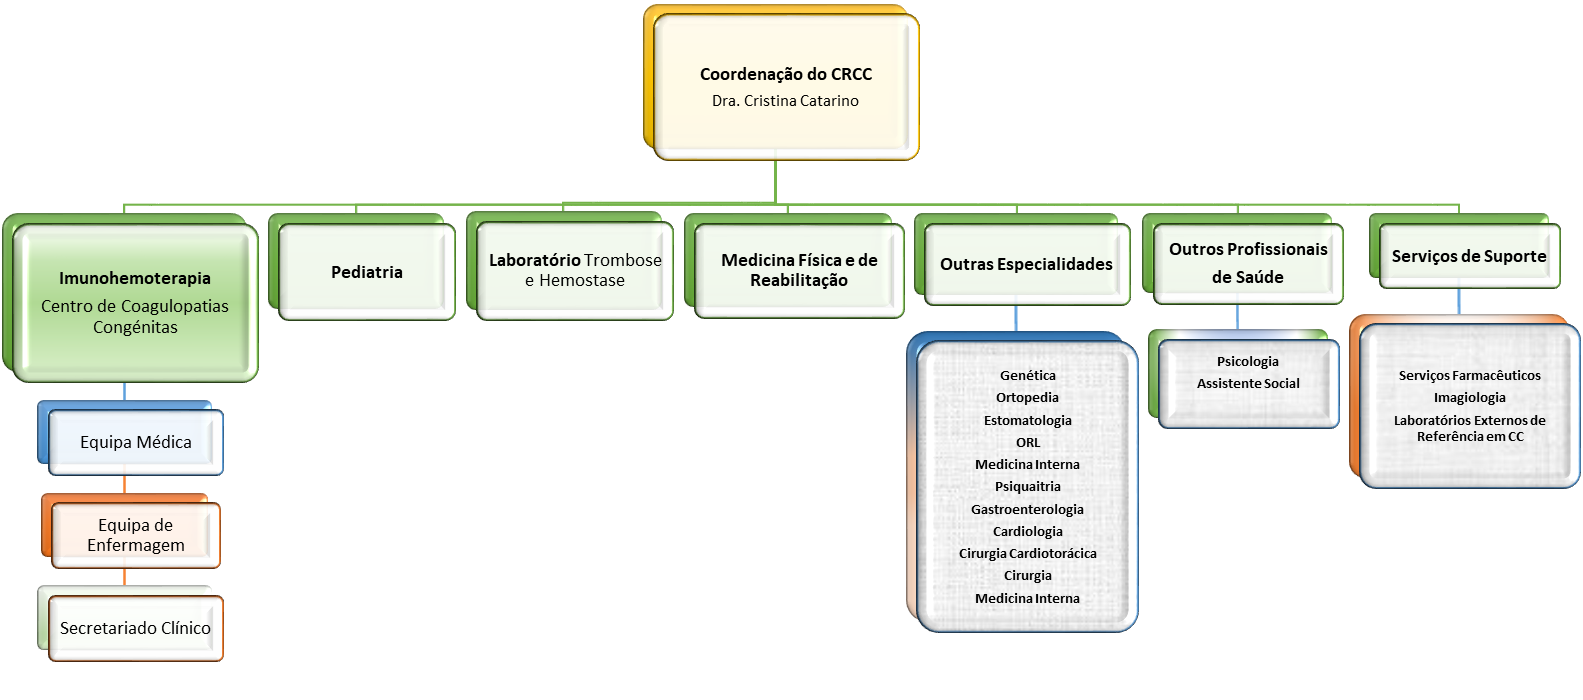 Coordenação do CRCC
Dra. Cristina Catarino
Imunohemoterapia
Centro de Coagulopatias
Congénitas
Equipa Médica
Equipa de
Enfermagem
Secretariado Clínico
Pediatria
Laboratório Trombose
e Hemostase
Medicina Física e de
Reabilitação
Outras Especialidades
Genética
Ortopedia
Estomatologia
ORL
Medicina Interna
Psiquaitria
Gastroenterologia
Cardiologia
Cirurgia Cardiotorácica
Cirurgia
Medicina Interna
Outros Profissionais
de Saúde
Psicologia
Assistente Social
Serviços de Suporte
Serviços Farmacêuticos
Imagiologia
Laboratórios Externos de
Referência em CC